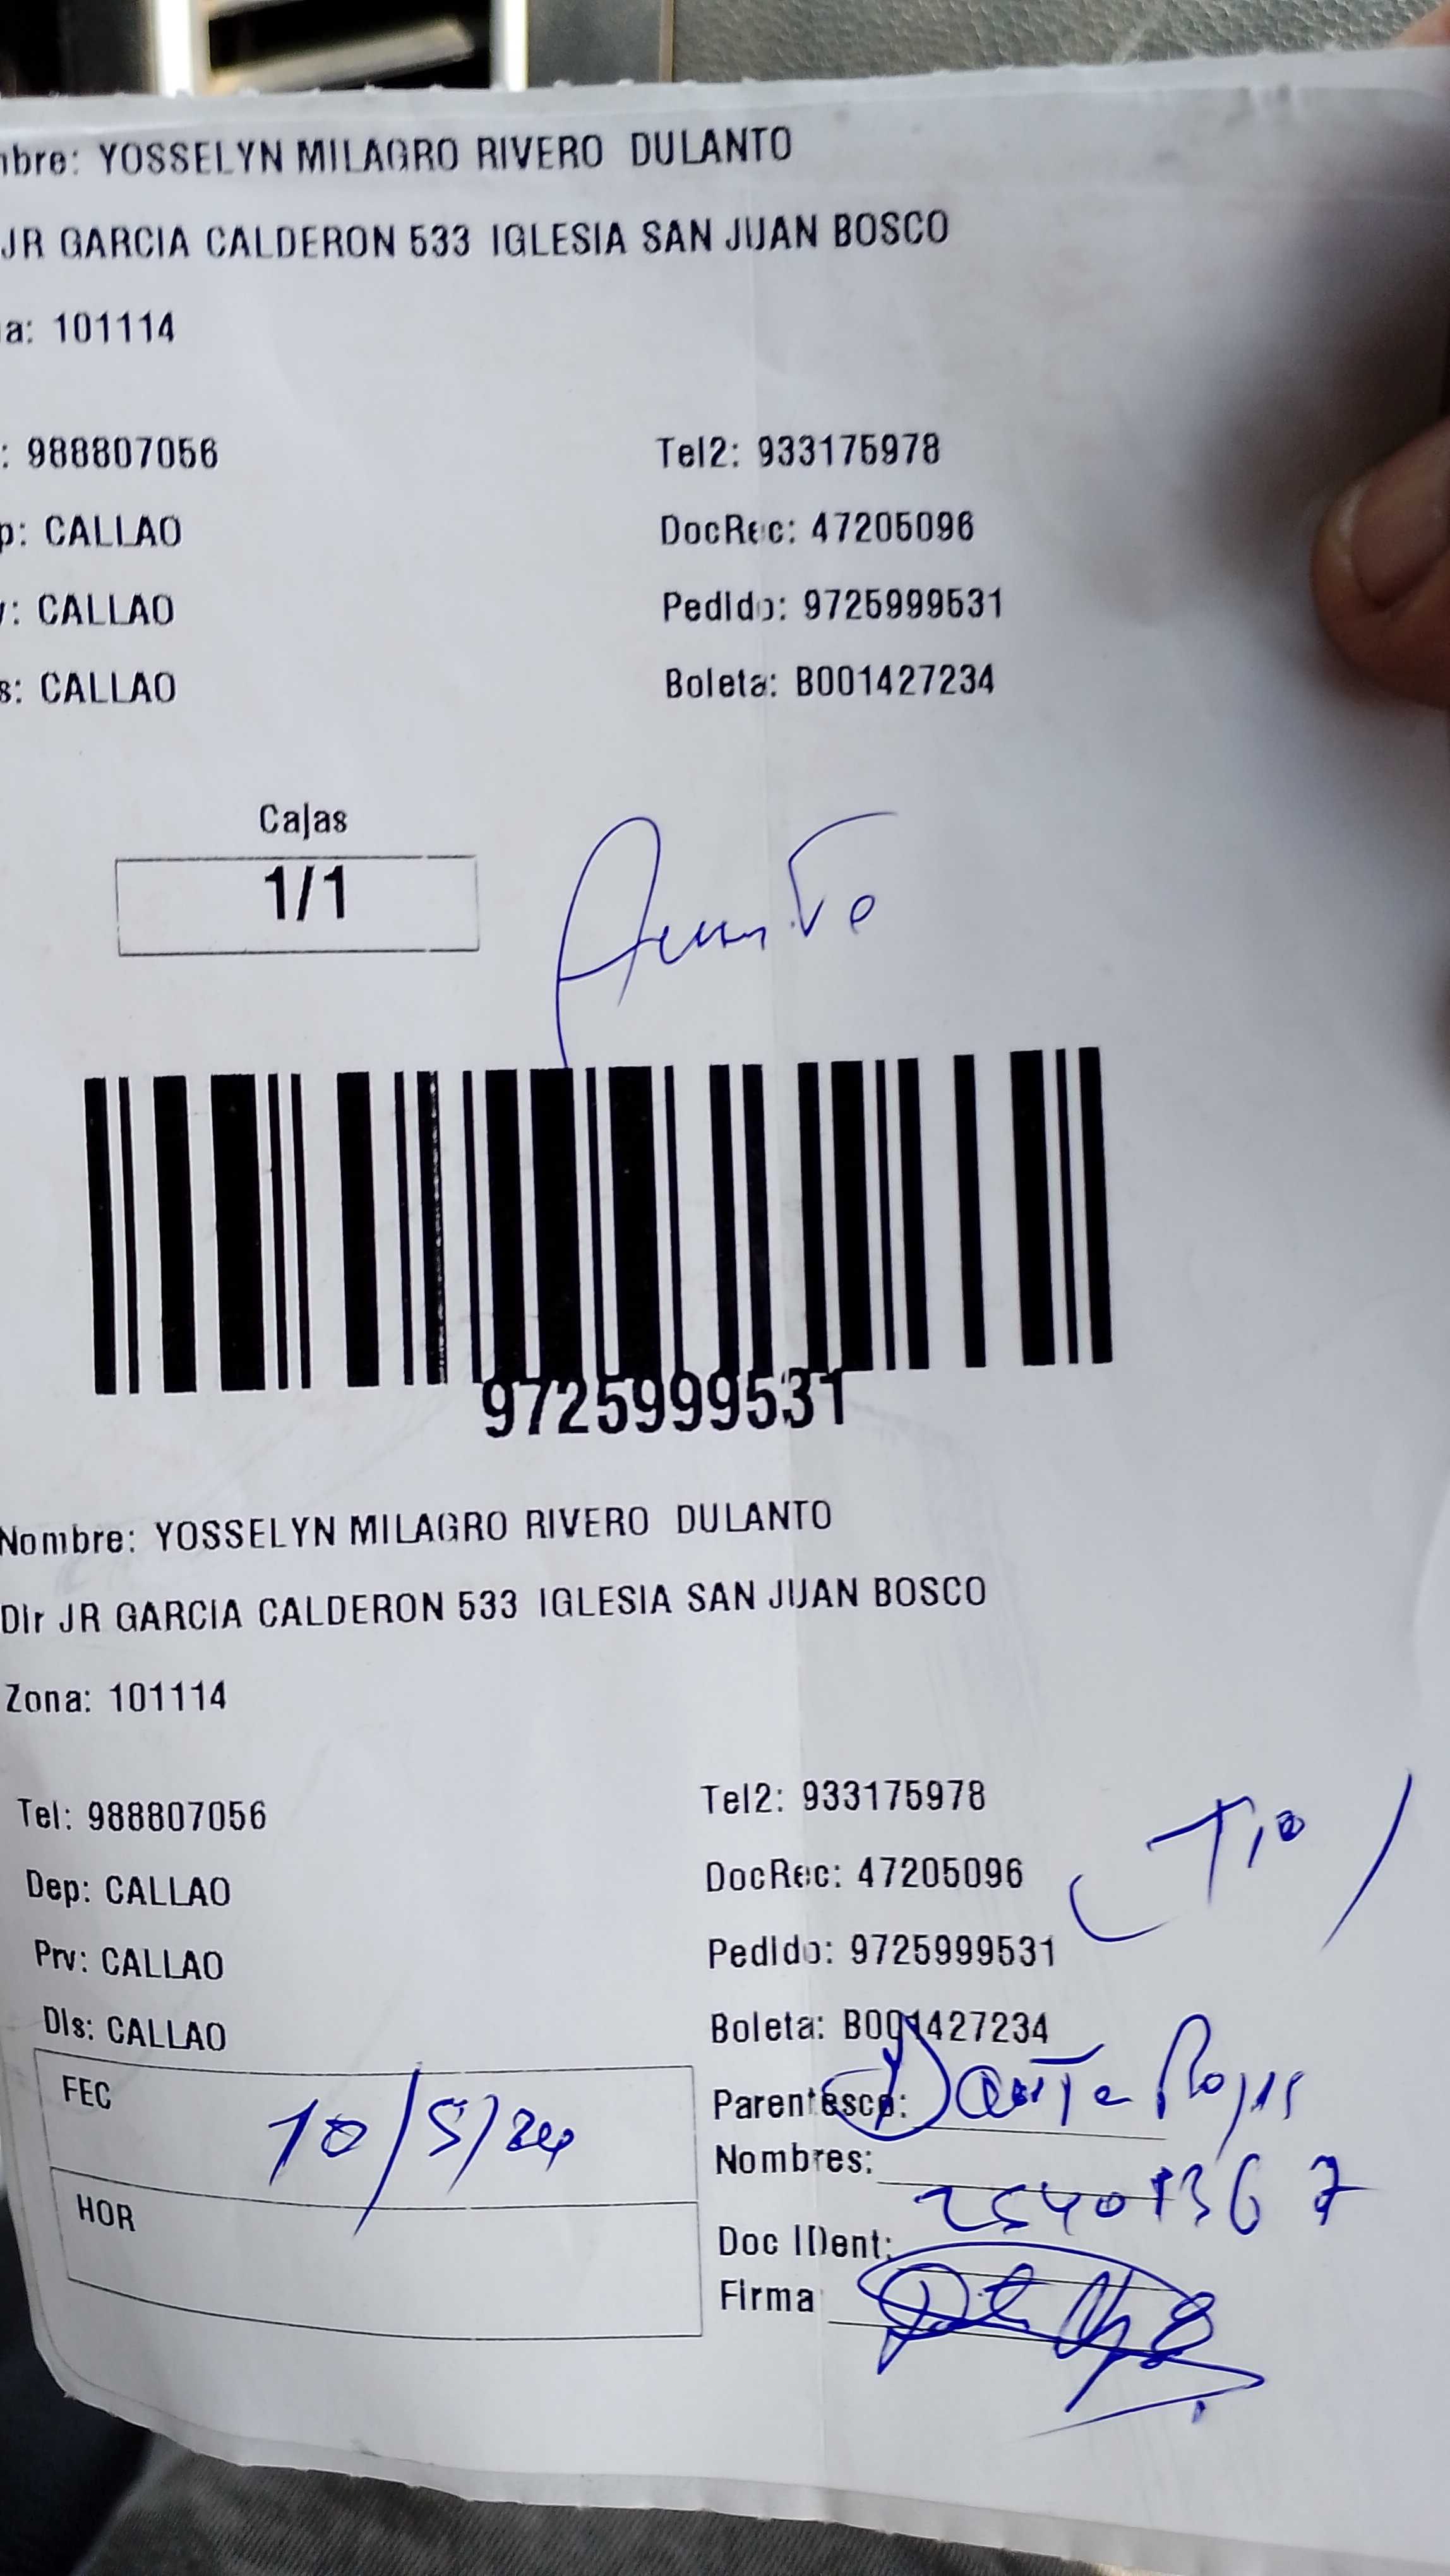 nbre: YOSSELYN MILAGRO RIVERO DULANTO
JR GARCIA CALDERON 533 IGLESIA SAN JUAN BOSCO
a: 101114
: 988807056 Tel2: 933175978
p: CALLAO DocRec: 47205096
v: CALLAO Pedido: 9725999531
s: CALLAO Boleta: B001427234
Cajas
1/1
9725999531
Nombre: YOSSELYN MILAGRO RIVERO DULANTO
Dir JR GARCIA CALDERON 533 IGLESIA SAN JUAN BOSCO
Zona: 101114
Tel: 988807056 Tel2: 933175978
(Tio)
Dep: CALLAO DocRec: 47205096
Prv: CALLAO Pedido: 9725999531
Dis: CALLAO Boleta: B001427234
FEC 10/5/24 Parentesco: Dante Rojas
Nombres:
HOR Doc IDent: 25401367
Firma